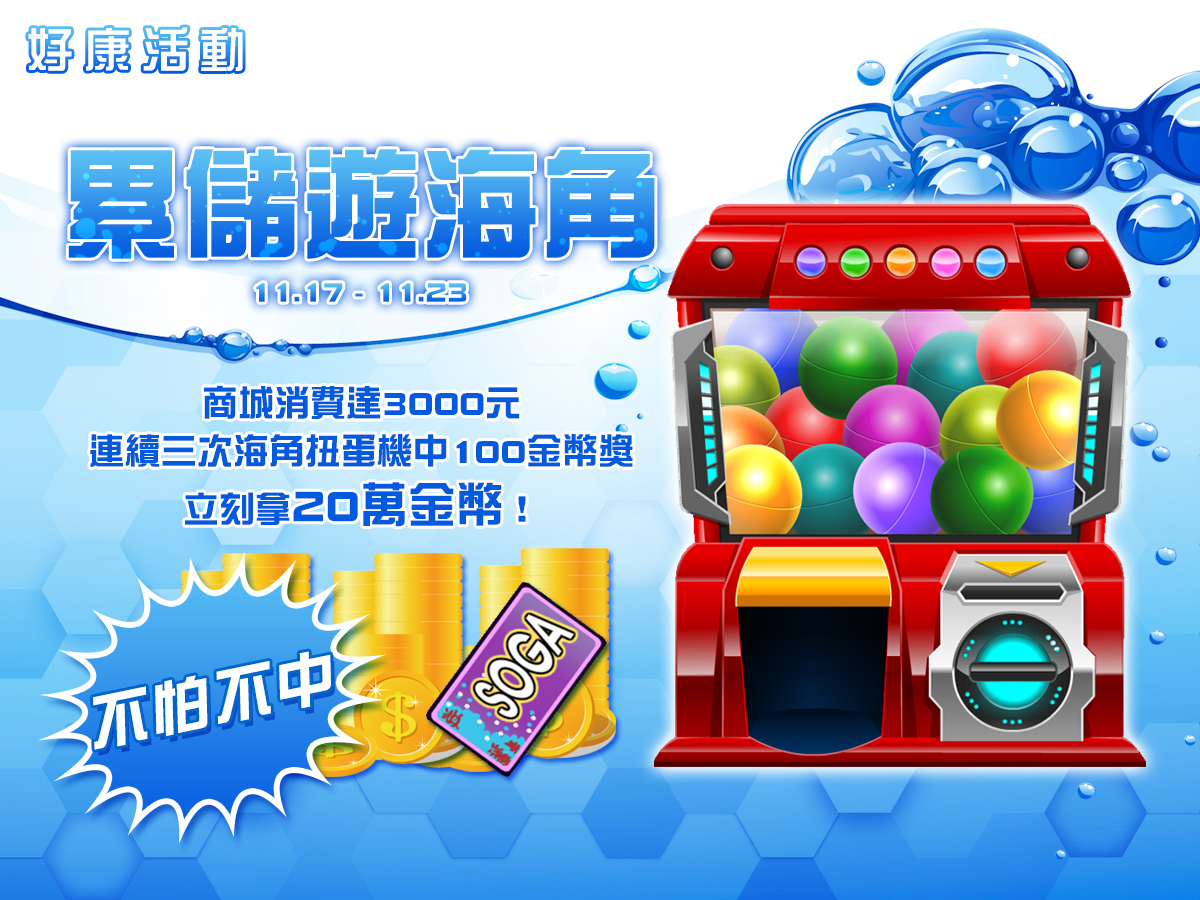 好康活動
累儲遊海角
11.17 - 11.23
商城消費達3000元
連續三次海角扭蛋機中100金幣獎
立刻拿20萬金幣！
不怕不中
SOGA